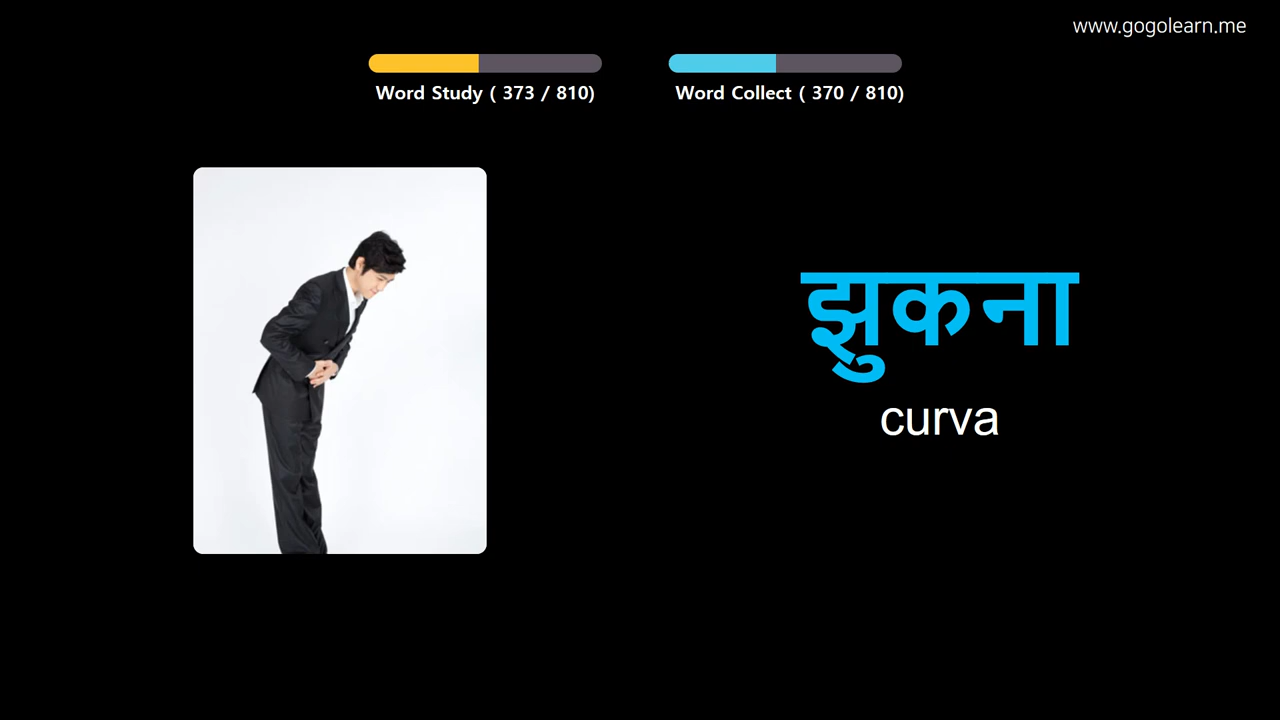 www.gogolearn.me
Word Study ( 373 / 810)
Word Collect ( 370 / 810)
झुकना
curva